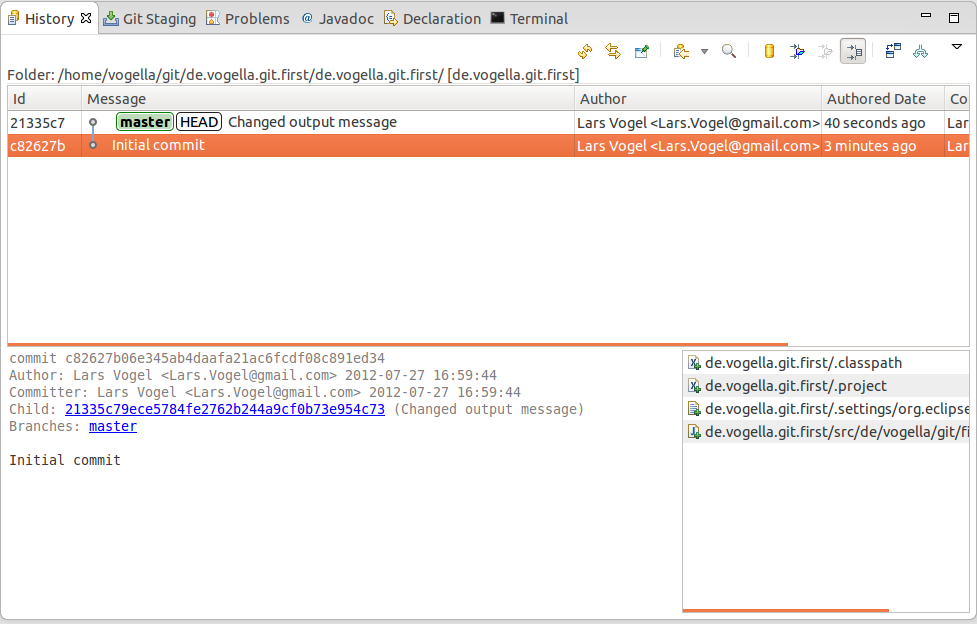 History Git Staging Problems @ Javadoc Declaration Terminal
Folder: /home/vogella/git/de.vogella.git.first/de.vogella.git.first/ [de.vogella.git.first]
Id Message Author Authored Date Co
21335c7 master HEAD Changed output message Lars Vogel <Lars.Vogel@gmail.com> 40 seconds ago Lar
c82627b Initial commit Lars Vogel <Lars.Vogel@gmail.com> 3 minutes ago Lar
commit c82627b06e345ab4daafa21ac6fcdf08c891ed34
Author: Lars Vogel <Lars.Vogel@gmail.com> 2012-07-27 16:59:44
Committer: Lars Vogel <Lars.Vogel@gmail.com> 2012-07-27 16:59:44
Child: 21335c79ece5784fe2762b244a9cf0b73e954c73 (Changed output message)
Branches: master
Initial commit
de.vogella.git.first/.classpath
de.vogella.git.first/.project
de.vogella.git.first/.settings/org.eclipse
de.vogella.git.first/src/de/vogella/git/fi